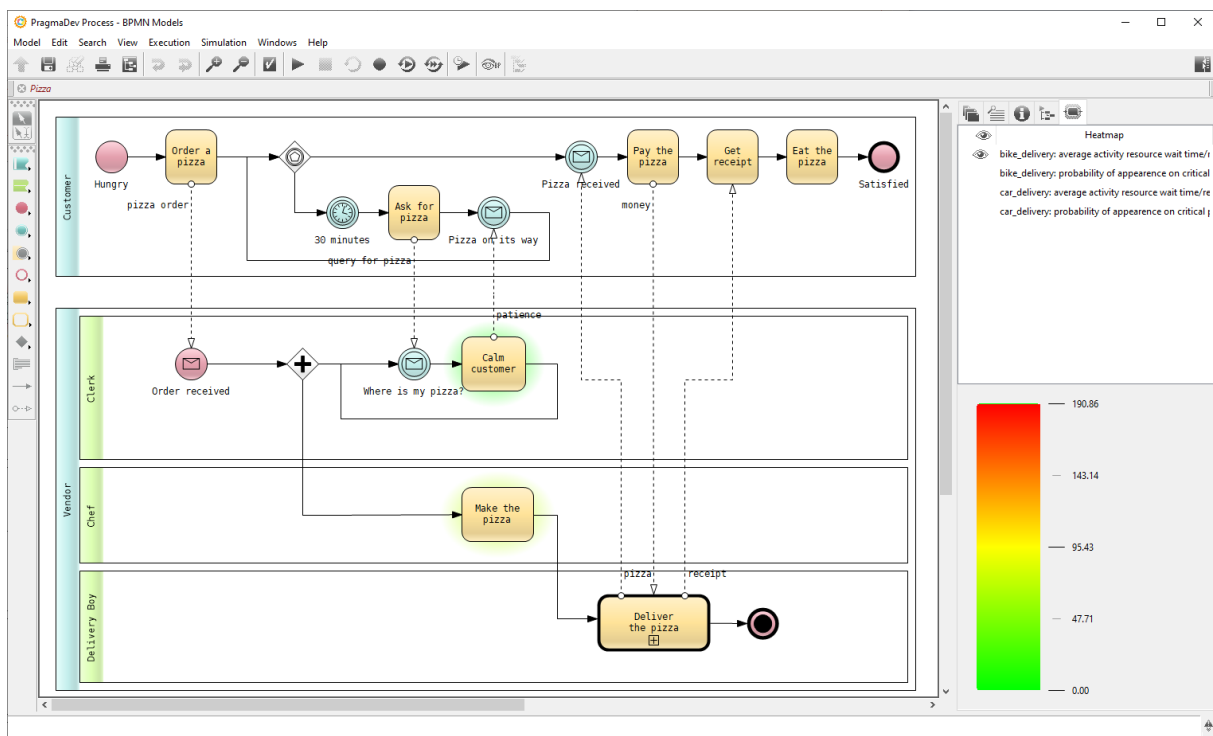 PragmaDev Process - BPMN Models
Model Edit Search View Execution Simulation Windows Help
Pizza
Customer
Hungry
Order a
pizza
pizza order
30 minutes
Ask for
pizza
query for pizza
Pizza on its way
Pizza received
Pay the
pizza
money
Get
receipt
Eat the
pizza
Satisfied
Vendor
Clerk
Order received
Where is my pizza?
patience
Calm
customer
Chef
Make the
pizza
Delivery Boy
pizza
receipt
Deliver
the pizza
Heatmap
bike_delivery: average activity resource wait time/r
bike_delivery: probability of appearence on critical
car_delivery: average activity resource wait time/re
car_delivery: probability of appearence on critical p
190.86
143.14
95.43
47.71
0.00